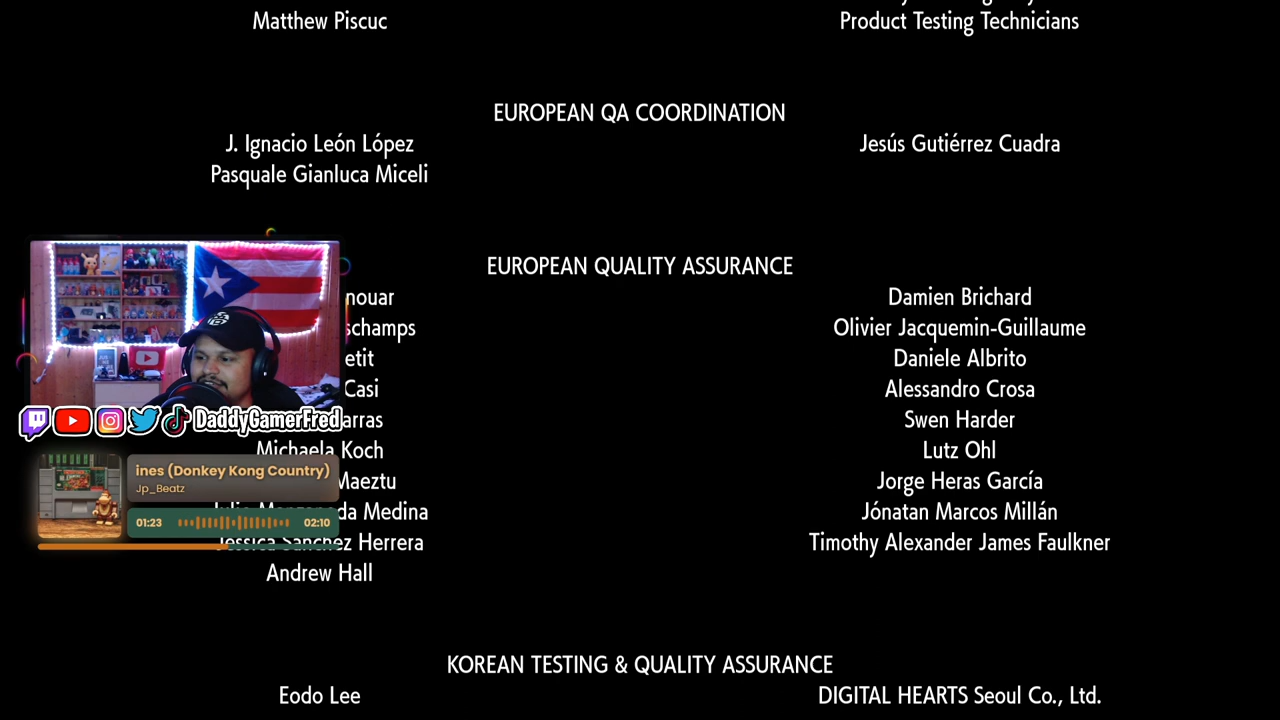 Matthew Piscuc
Product Testing Technicians
EUROPEAN QA COORDINATION
J. Ignacio León López
Jesús Gutiérrez Cuadra
Pasquale Gianluca Miceli
EUROPEAN QUALITY ASSURANCE
nouar
Damien Brichard
schamps
Olivier Jacquemin-Guillaume
etit
Daniele Albrito
Casi
Alessandro Crosa
arras
Swen Harder
DaddyGamerFred
Michaela Koch
Lutz Ohl
ines (Donkey Kong Country)
Jp_Beatz
Maeztu
Jorge Heras García
Medina
Jónatan Marcos Millán
01:23
02:10
Jessica Sánchez Herrera
Timothy Alexander James Faulkner
Andrew Hall
KOREAN TESTING & QUALITY ASSURANCE
Eodo Lee
DIGITAL HEARTS Seoul Co., Ltd.